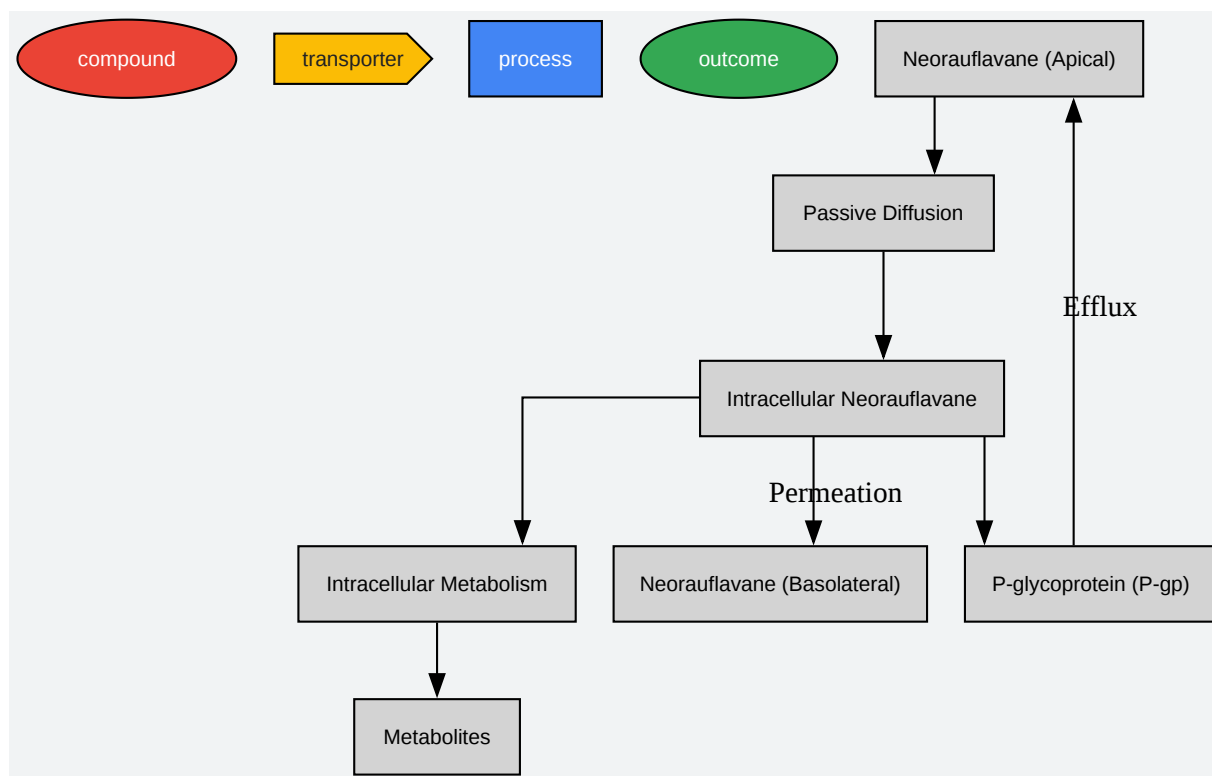 compound
transporter
process
outcome
Neorauflavane (Apical)
Passive Diffusion
Efflux
Intracellular Neorauflavane
Permeation
Intracellular Metabolism
Neorauflavane (Basolateral)
P-glycoprotein (P-gp)
Metabolites